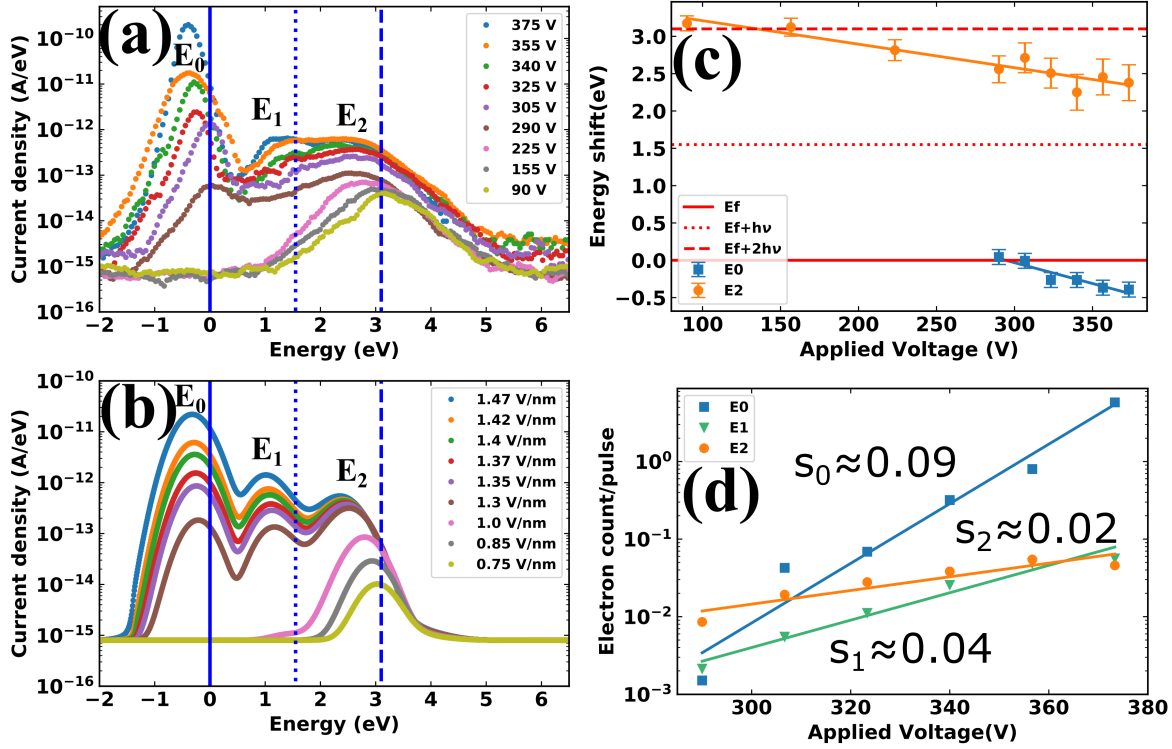 (a)
E₀
E₁
E₂
375 V
355 V
340 V
325 V
305 V
290 V
225 V
155 V
90 V
Current density (A/eV)
10⁻¹⁰
10⁻¹¹
10⁻¹²
10⁻¹³
10⁻¹⁴
10⁻¹⁵
10⁻¹⁶
−2 −1 0 1 2 3 4 5 6
Energy (eV)
(c)
Energy shift(eV)
3.0
2.5
2.0
1.5
1.0
0.5
0.0
−0.5
Ef
Ef+hν
Ef+2hν
E0
E2
100 150 200 250 300 350
Applied Voltage (V)
(b)
E₀
E₁
E₂
1.47 V/nm
1.42 V/nm
1.4 V/nm
1.37 V/nm
1.35 V/nm
1.3 V/nm
1.0 V/nm
0.85 V/nm
0.75 V/nm
Current density (A/eV)
10⁻¹⁰
10⁻¹¹
10⁻¹²
10⁻¹³
10⁻¹⁴
10⁻¹⁵
10⁻¹⁶
−2 −1 0 1 2 3 4 5 6
Energy (eV)
(d)
E0
E1
E2
s₀≈0.09
s₂≈0.02
s₁≈0.04
Electron count/pulse
10⁰
10⁻¹
10⁻²
10⁻³
300 320 340 360 380
Applied Voltage(V)